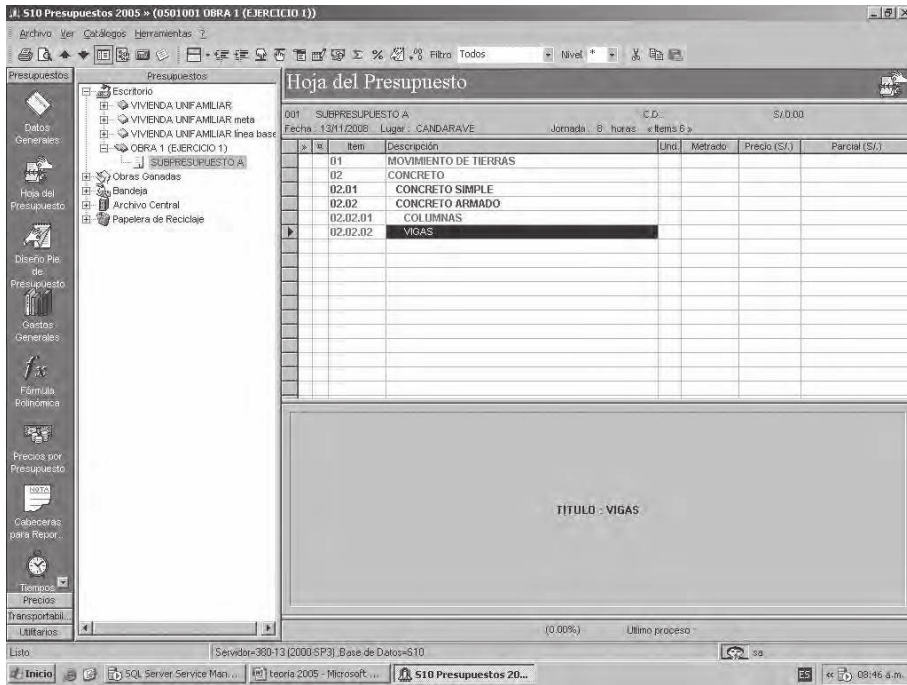 S10 Presupuestos 2005 » (0501001 OBRA 1 (EJERCICIO 1))
Archivo Ver Catálogos Herramientas ?
Filtro Todos Nivel *
Presupuestos
Datos Generales
Hoja del Presupuesto
Diseño Pie de Presupuesto
Gastos Generales
fx
Fórmula Polinómica
Precios por Presupuesto
NOTA
Cabeceras para Repor...
Tiempos
Precios
Transportabil...
Utilitarios
Presupuestos
Escritorio
VIVIENDA UNIFAMILIAR
VIVIENDA UNIFAMILIAR meta
VIVIENDA UNIFAMILIAR línea base
OBRA 1 (EJERCICIO 1)
SUBPRESUPUESTO A
Obras Ganadas
Bandeja
Archivo Central
Papelera de Reciclaje
Hoja del Presupuesto
001 SUBPRESUPUESTO A C.D.: S/.0.00
Fecha : 13/11/2008 Lugar : CANDARAVE Jornada : 8 horas « Items 6 »
» Item Descripción Und. Metrado Precio (S/.) Parcial (S/.)
01 MOVIMIENTO DE TIERRAS
02 CONCRETO
02.01 CONCRETO SIMPLE
02.02 CONCRETO ARMADO
02.02.01 COLUMNAS
02.02.02 VIGAS
TITULO : VIGAS
(0.00%) Ultimo proceso :
Listo Servidor=380-13 (2000-SP3) ;Base de Datos=S10 sa
Inicio SQL Server Service Man... teoria 2005 - Microsoft ... S10 Presupuestos 20... ES « 08:46 a.m.